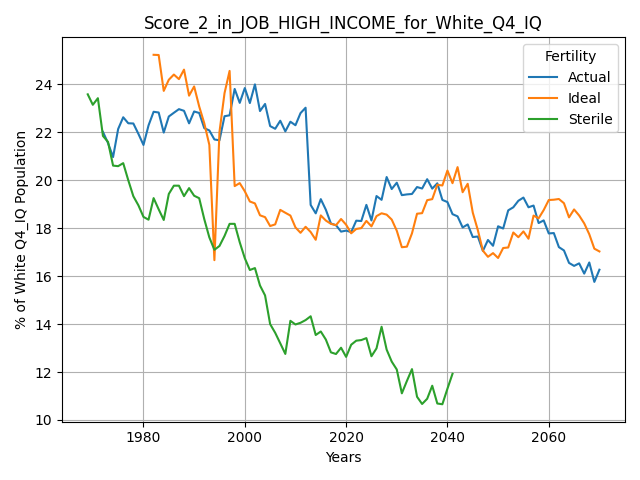 Score_2_in_JOB_HIGH_INCOME_for_White_Q4_IQ
Fertility
Actual
Ideal
Sterile
% of White Q4_IQ Population
24
22
20
18
16
14
12
10
1980
2000
2020
2040
2060
Years